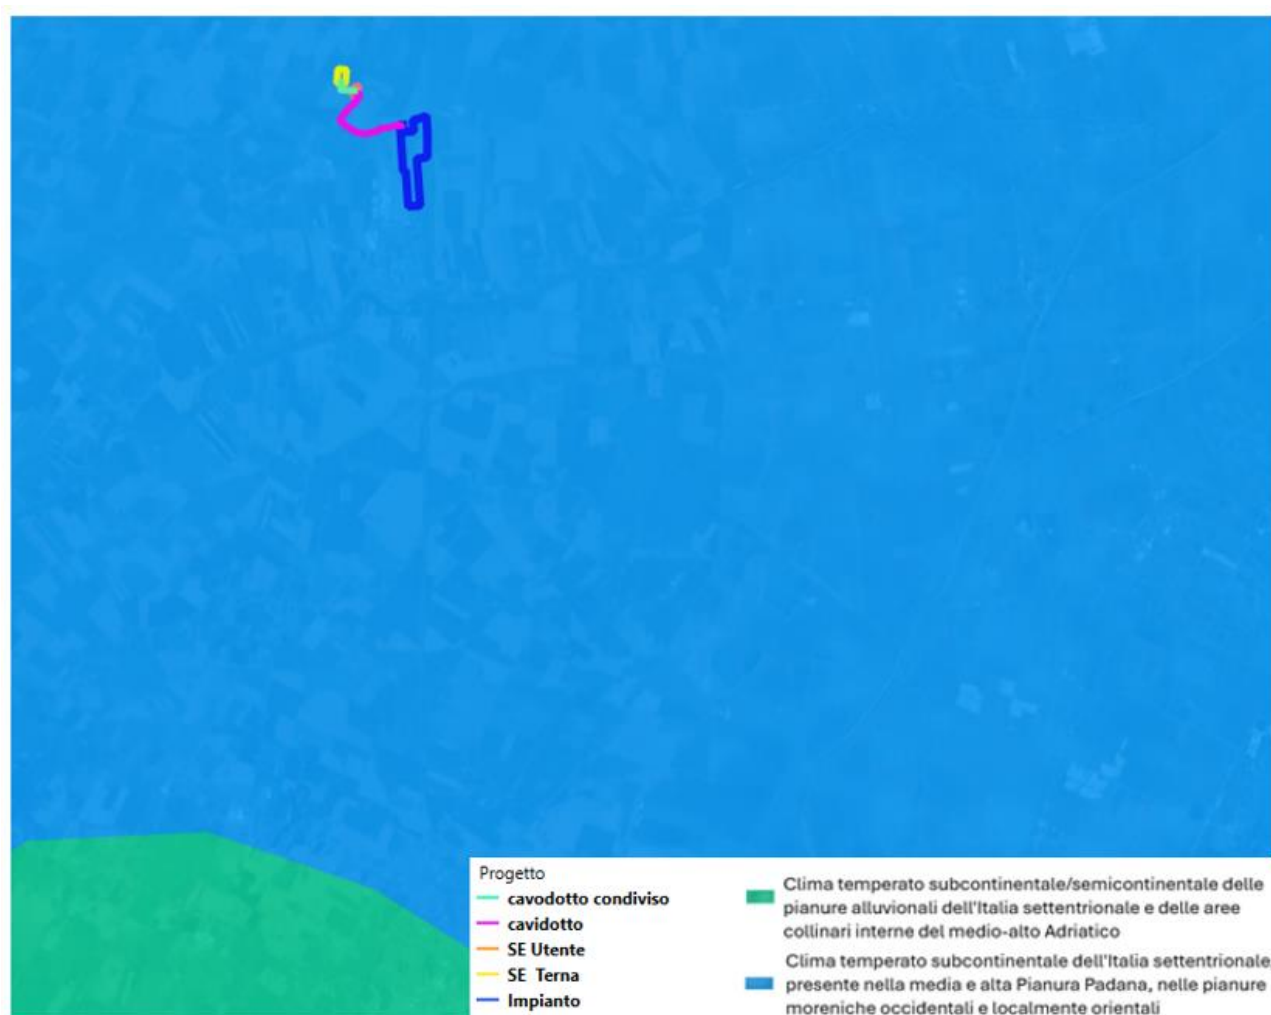 Progetto
cavodotto condiviso
cavidotto
SE Utente
SE Terna
Impianto
Clima temperato subcontinentale/semicontinentale delle
pianure alluvionali dell'Italia settentrionale e delle aree
collinari interne del medio-alto Adriatico
Clima temperato subcontinentale dell'Italia settentrionale,
presente nella media e alta Pianura Padana, nelle pianure
moreniche occidentali e localmente orientali